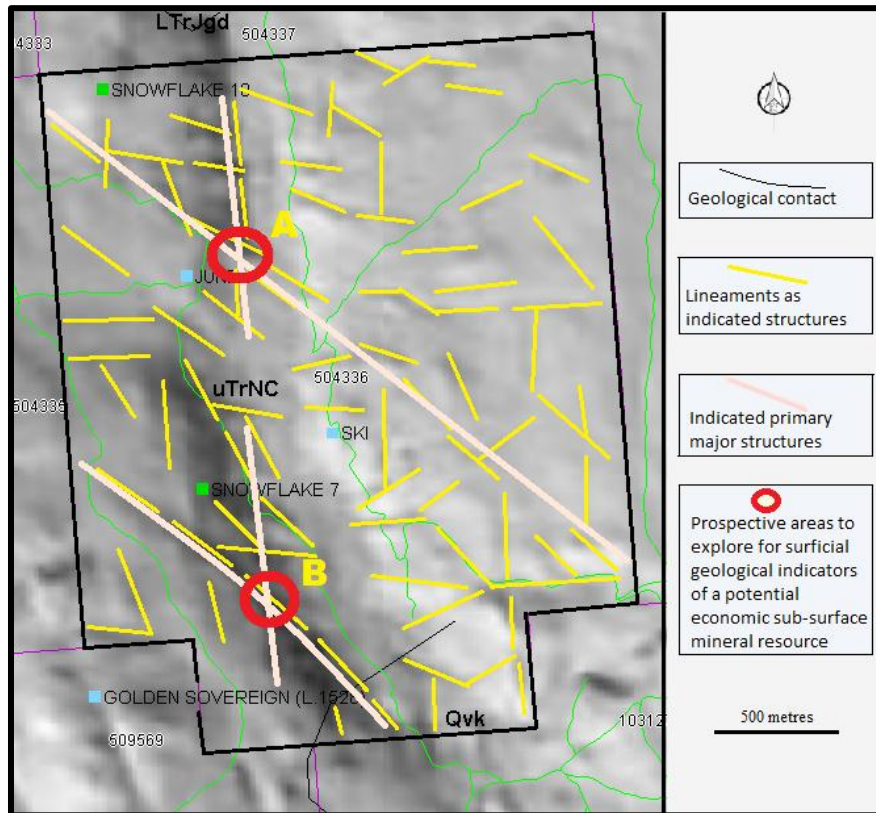 LTrJgd
4333
504337
SNOWFLAKE 13
A
JUN
uTrNC
504336
504335
SKI
SNOWFLAKE 7
B
GOLDEN SOVEREIGN (L.1526)
509569
Qvk
10312
Geological contact
Lineaments as
indicated structures
Indicated primary
major structures
Prospective areas to
explore for surficial
geological indicators
of a potential
economic sub-surface
mineral resource
500 metres